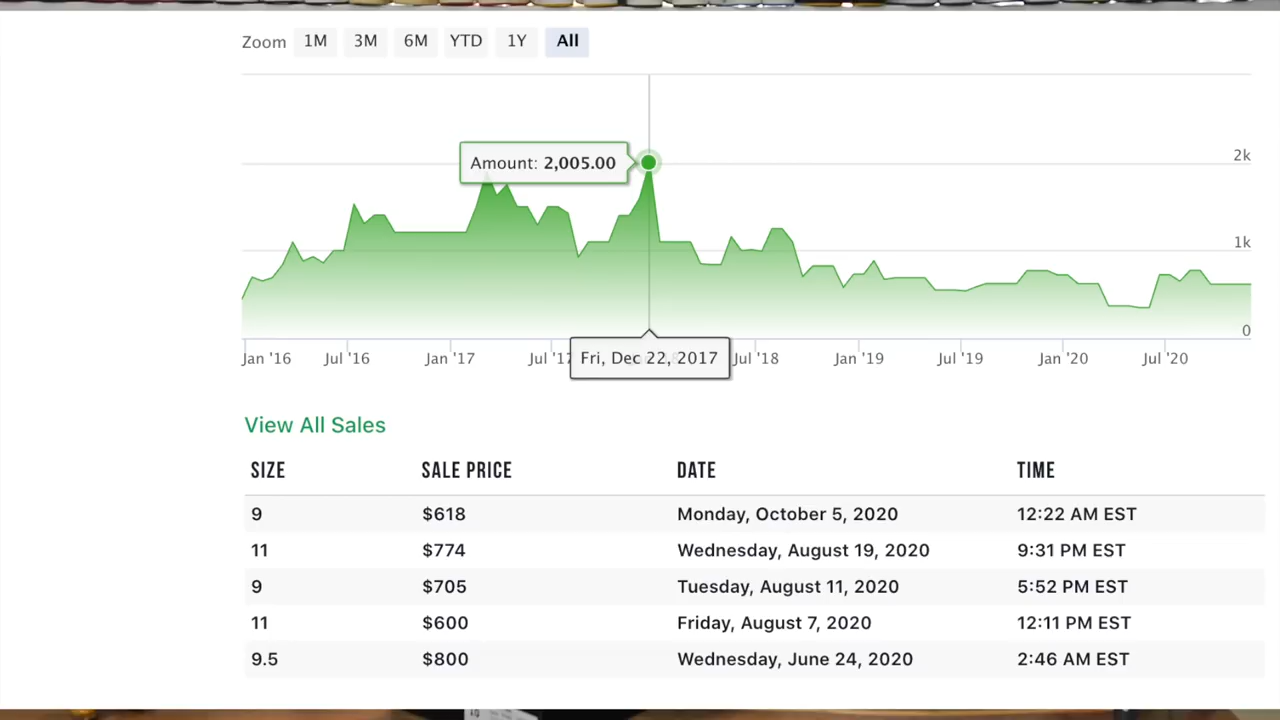 Zoom 1M 3M 6M YTD 1Y All
Amount: 2,005.00
2k
1k
0
Jan '16 Jul '16 Jan '17 Jul '17 Jul '18 Jan '19 Jul '19 Jan '20 Jul '20
Fri, Dec 22, 2017
View All Sales
SIZE SALE PRICE DATE TIME
9 $618 Monday, October 5, 2020 12:22 AM EST
11 $774 Wednesday, August 19, 2020 9:31 PM EST
9 $705 Tuesday, August 11, 2020 5:52 PM EST
11 $600 Friday, August 7, 2020 12:11 PM EST
9.5 $800 Wednesday, June 24, 2020 2:46 AM EST